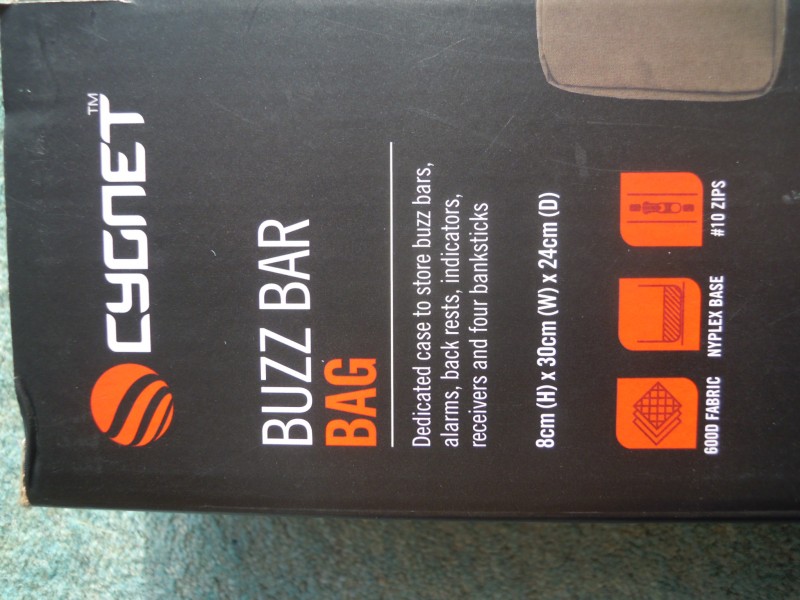 CYGNET™
BUZZ BAR
BAG
Dedicated case to store buzz bars,
alarms, back rests, indicators,
receivers and four banksticks
8cm (H) x 30cm (W) x 24cm (D)
600D FABRIC
NYPLEX BASE
#10 ZIPS